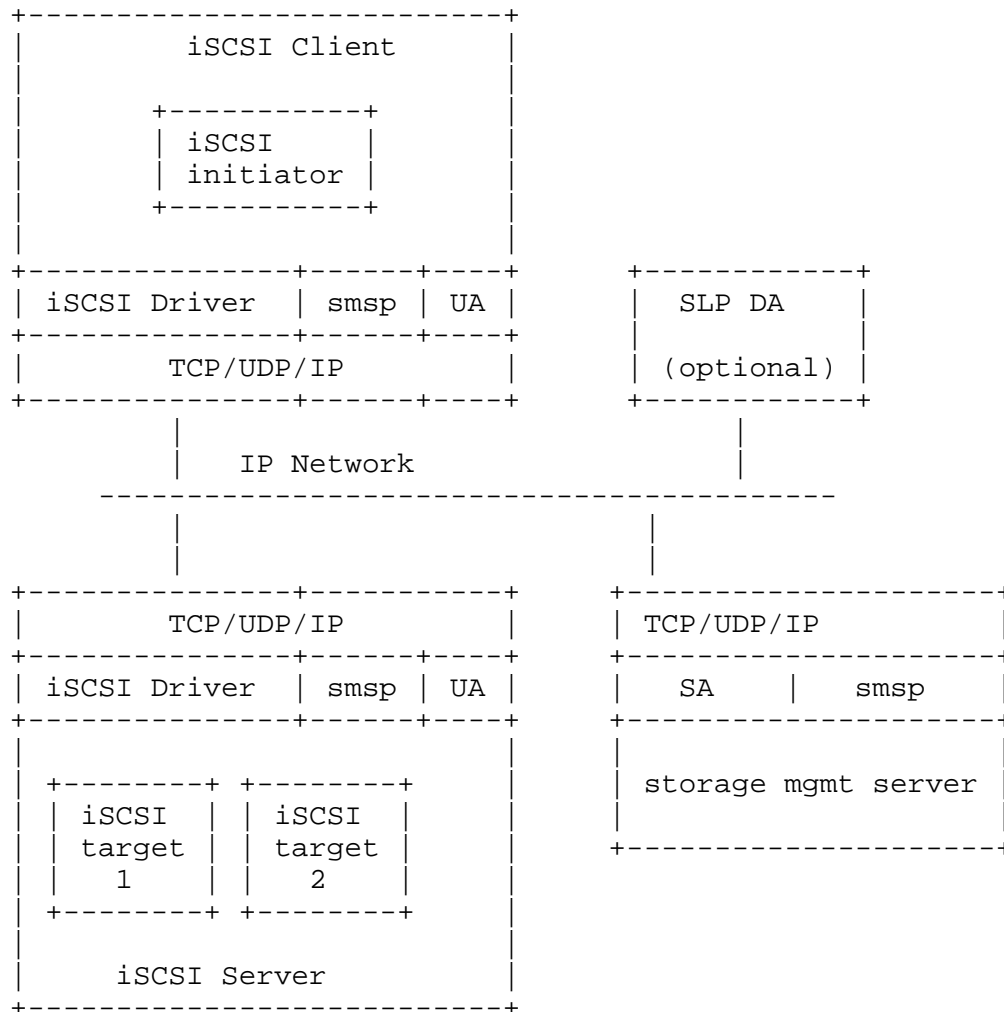 iSCSI Client
iSCSI
initiator
iSCSI Driver | smsp | UA
SLP DA
TCP/UDP/IP
(optional)
IP Network
TCP/UDP/IP
TCP/UDP/IP
iSCSI Driver | smsp | UA
SA | smsp
storage mgmt server
iSCSI
target
1
iSCSI
target
2
iSCSI Server